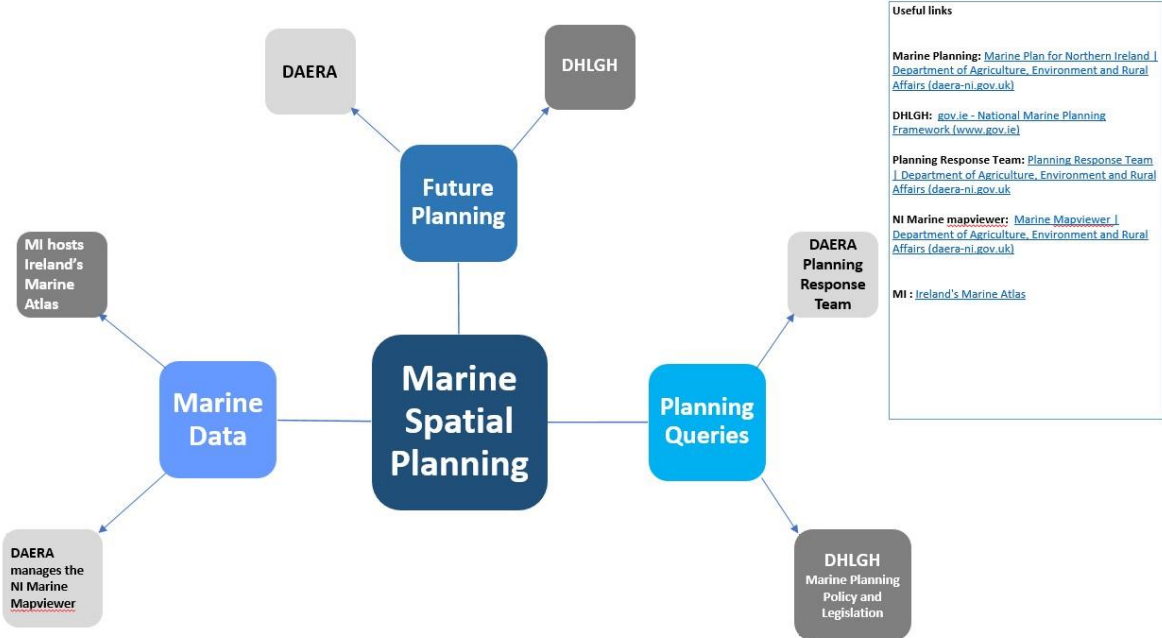 DAERA
DHLGH
Future
Planning
MI hosts
Ireland's
Marine
Atlas
DAERA
Planning
Response
Team
Marine
Data
Marine
Spatial
Planning
Planning
Queries
DAERA
manages the
NI Marine
Mapviewer
DHLGH
Marine Planning
Policy and
Legislation
Useful links
Marine Planning: Marine Plan for Northern Ireland |
Department of Agriculture, Environment and Rural
Affairs (daera-ni.gov.uk)
DHLGH: gov.ie - National Marine Planning
Framework (www.gov.ie)
Planning Response Team: Planning Response Team
| Department of Agriculture, Environment and Rural
Affairs (daera-ni.gov.uk
NI Marine mapviewer: Marine Mapviewer |
Department of Agriculture, Environment and Rural
Affairs (daera-ni.gov.uk)
MI : Ireland's Marine Atlas